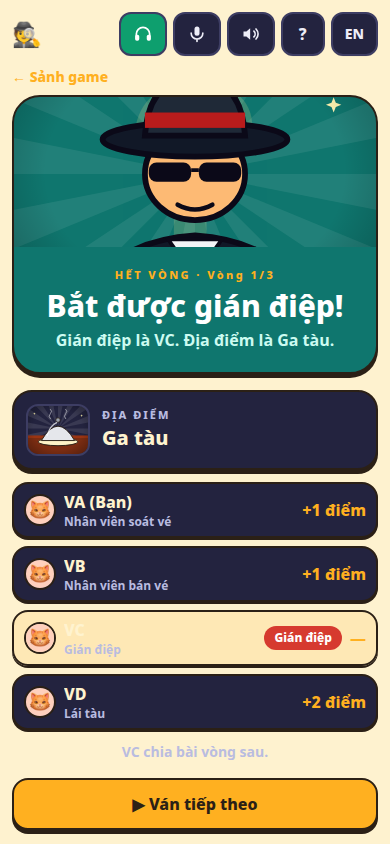 ? EN
← Sảnh game
HẾT VÒNG · Vòng 1/3
Bắt được gián điệp!
Gián điệp là VC. Địa điểm là Ga tàu.
ĐỊA ĐIỂM
Ga tàu
VA (Bạn)
Nhân viên soát vé
+1 điểm
VB
Nhân viên bán vé
+1 điểm
VC
Gián điệp
Gián điệp —
VD
Lái tàu
+2 điểm
VC chia bài vòng sau.
▶ Ván tiếp theo